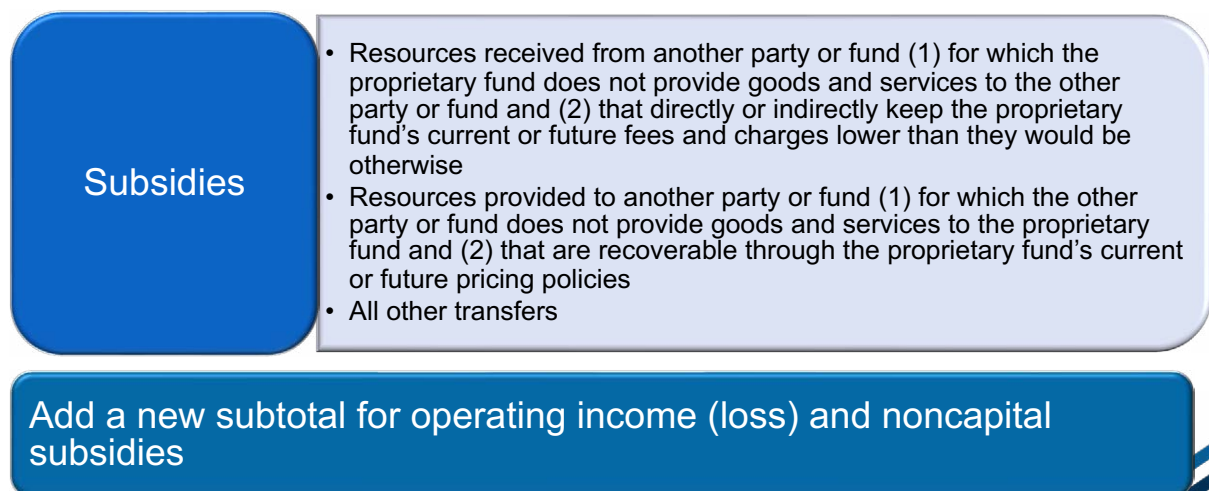 Subsidies
• Resources received from another party or fund (1) for which the
proprietary fund does not provide goods and services to the other
party or fund and (2) that directly or indirectly keep the proprietary
fund’s current or future fees and charges lower than they would be
otherwise
• Resources provided to another party or fund (1) for which the other
party or fund does not provide goods and services to the proprietary
fund and (2) that are recoverable through the proprietary fund’s current
or future pricing policies
• All other transfers
Add a new subtotal for operating income (loss) and noncapital
subsidies